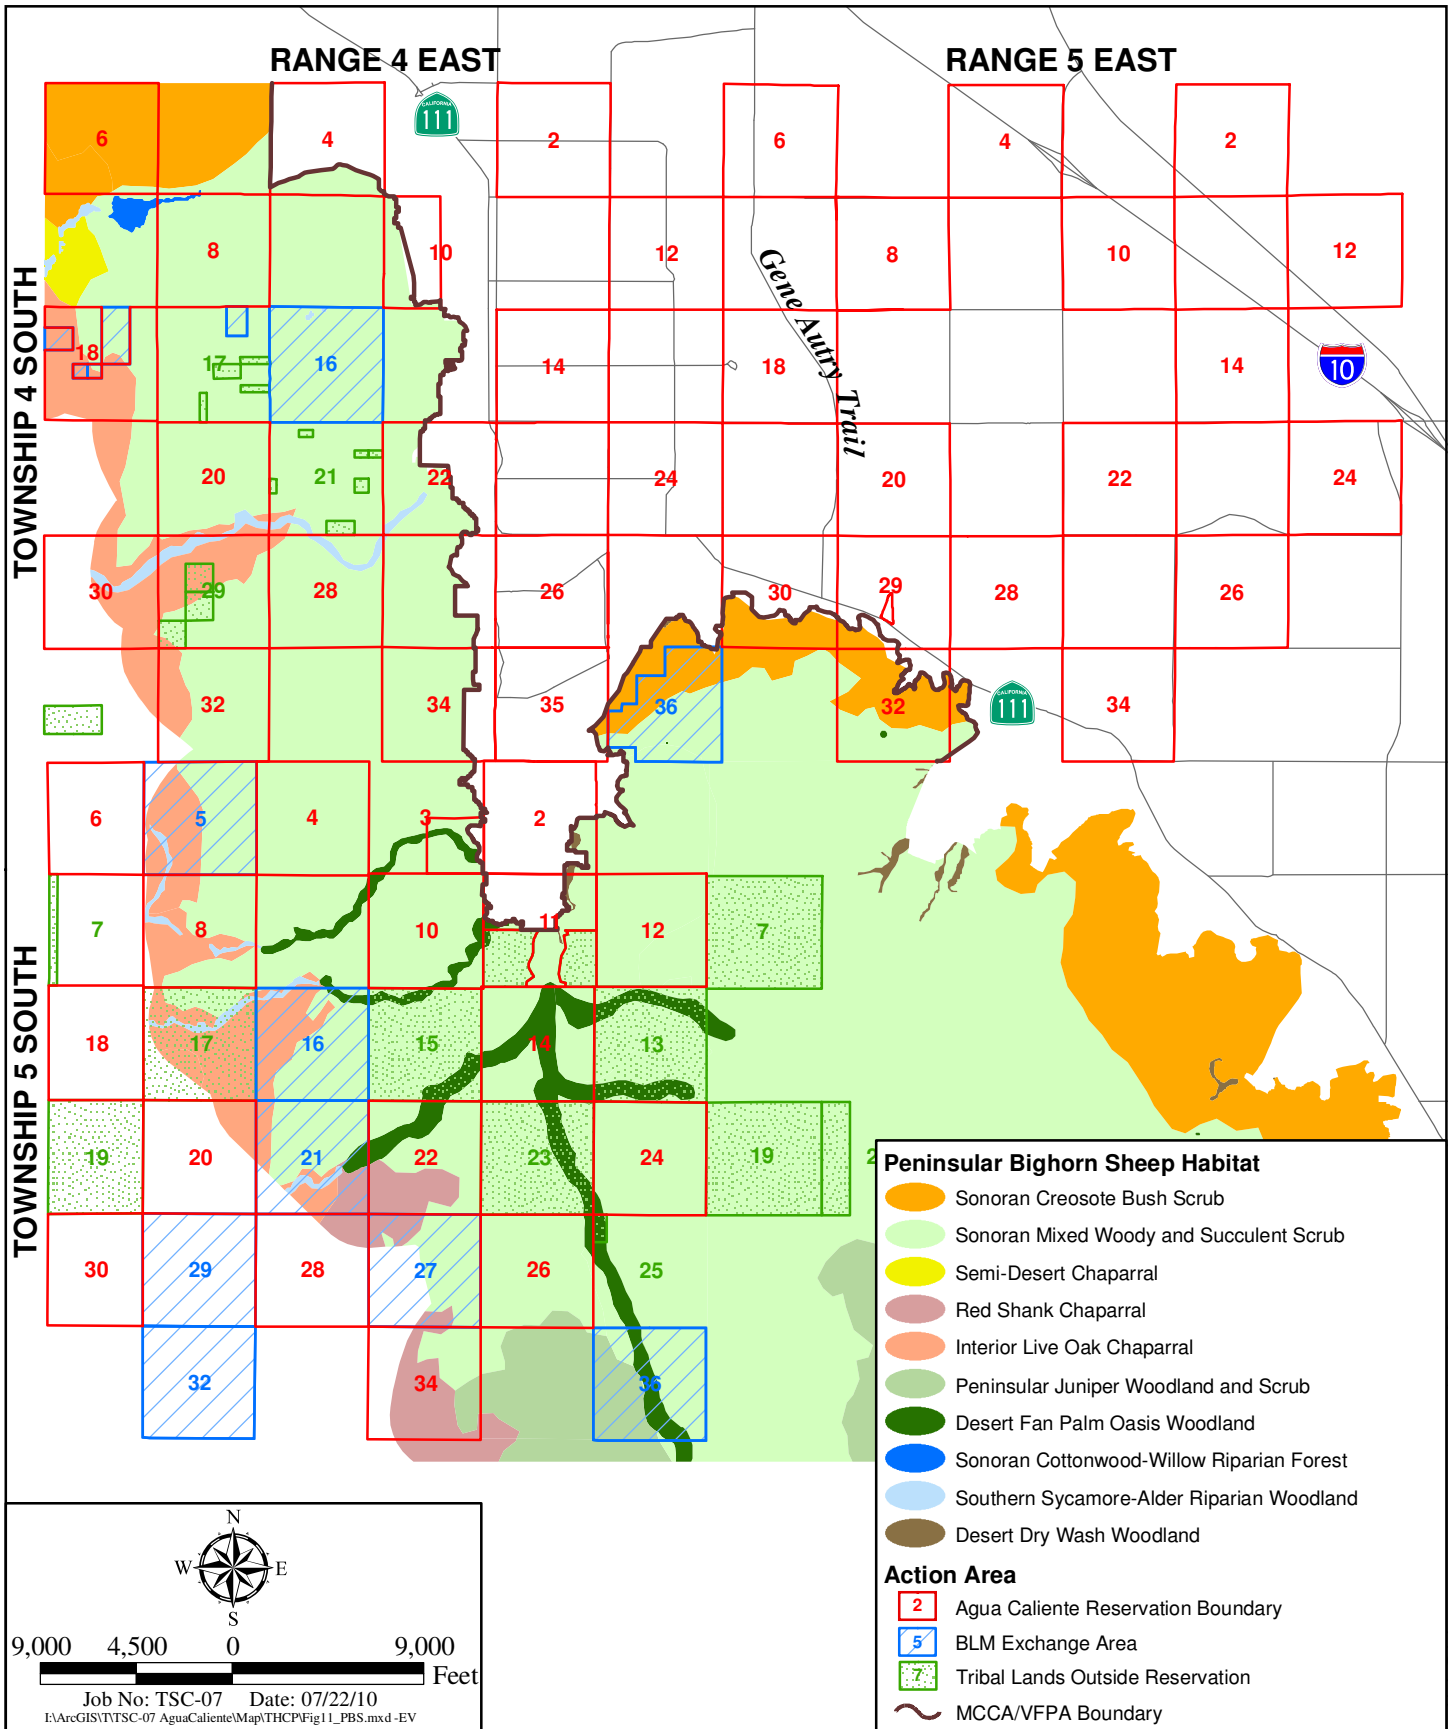 RANGE 4 EAST RANGE 5 EAST
CALIFORNIA
111
6 4 2 6 4 2
8 10 12 8 10 12
Gene Autry Trail
TOWNSHIP 4 SOUTH
18 17 16 14 18 14
10
20 21 22 24 20 22 24
30 29 28 26 30 29 28 26
32 34 35 36 32 34
CALIFORNIA
111
6 5 4 3 2
7 8 10 11 12 7
TOWNSHIP 5 SOUTH
18 17 16 15 14 13
19 20 21 22 23 24 19 2
30 29 28 27 26 25
32 34 36
Peninsular Bighorn Sheep Habitat
Sonoran Creosote Bush Scrub
Sonoran Mixed Woody and Succulent Scrub
Semi-Desert Chaparral
Red Shank Chaparral
Interior Live Oak Chaparral
Peninsular Juniper Woodland and Scrub
Desert Fan Palm Oasis Woodland
Sonoran Cottonwood-Willow Riparian Forest
Southern Sycamore-Alder Riparian Woodland
Desert Dry Wash Woodland
Action Area
2 Agua Caliente Reservation Boundary
5 BLM Exchange Area
7 Tribal Lands Outside Reservation
MCCA/VFPA Boundary
N
W E
S
9,000 4,500 0 9,000
Feet
Job No: TSC-07 Date: 07/22/10
I:\ArcGIS\T\TSC-07 AguaCaliente\Map\THCP\Fig11_PBS.mxd -EV